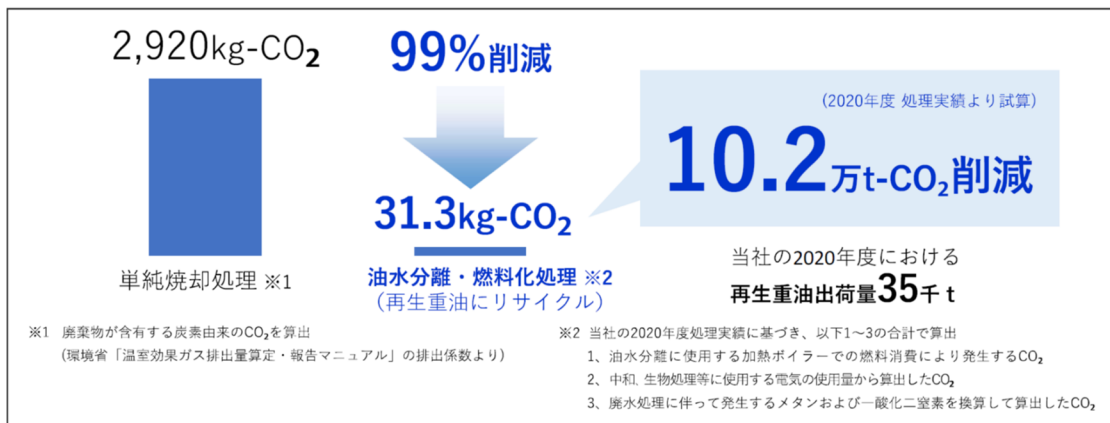 2,920kg-CO₂
単純焼却処理 ※1
99%削減
31.3kg-CO₂
油水分離・燃料化処理 ※2
（再生重油にリサイクル）
(2020年度 処理実績より試算)
10.2万t-CO₂削減
当社の2020年度における
再生重油出荷量35千 t
※1 廃棄物が含有する炭素由来のCO₂を算出
(環境省「温室効果ガス排出量算定・報告マニュアル」の排出係数より)
※2 当社の2020年度処理実績に基づき、以下1～3の合計で算出
1、油水分離に使用する加熱ボイラーでの燃料消費により発生するCO₂
2、中和, 生物処理等に使用する電気の使用量から算出したCO₂
3、廃水処理に伴って発生するメタンおよび一酸化二窒素を換算して算出したCO₂